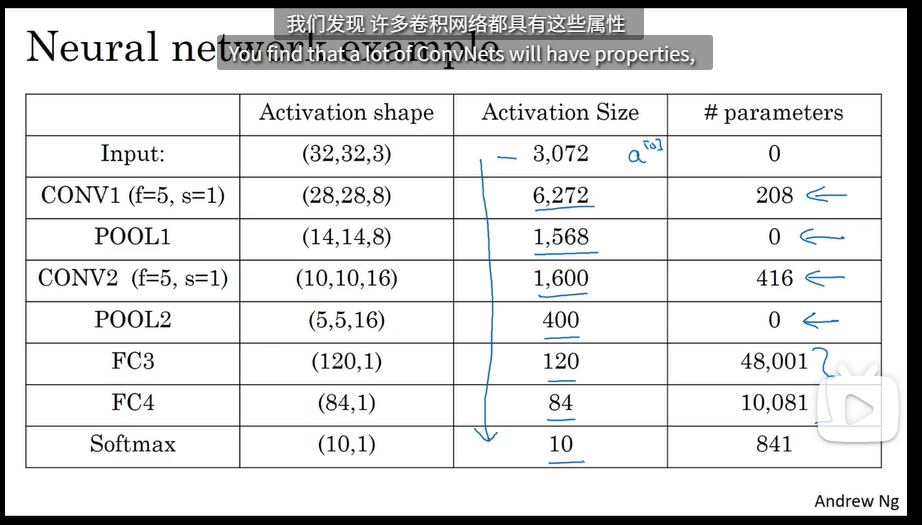 我们发现 许多卷积网络都具有这些属性
Neural network example
You find that a lot of ConvNets will have properties,
Activation shape Activation Size # parameters
Input: (32,32,3) — 3,072 a[0] 0
CONV1 (f=5, s=1) (28,28,8) 6,272 208 ←
POOL1 (14,14,8) 1,568 0 ←
CONV2 (f=5, s=1) (10,10,16) 1,600 416 ←
POOL2 (5,5,16) 400 0 ←
FC3 (120,1) 120 48,001 }
FC4 (84,1) 84 10,081
Softmax (10,1) 10 841
Andrew Ng